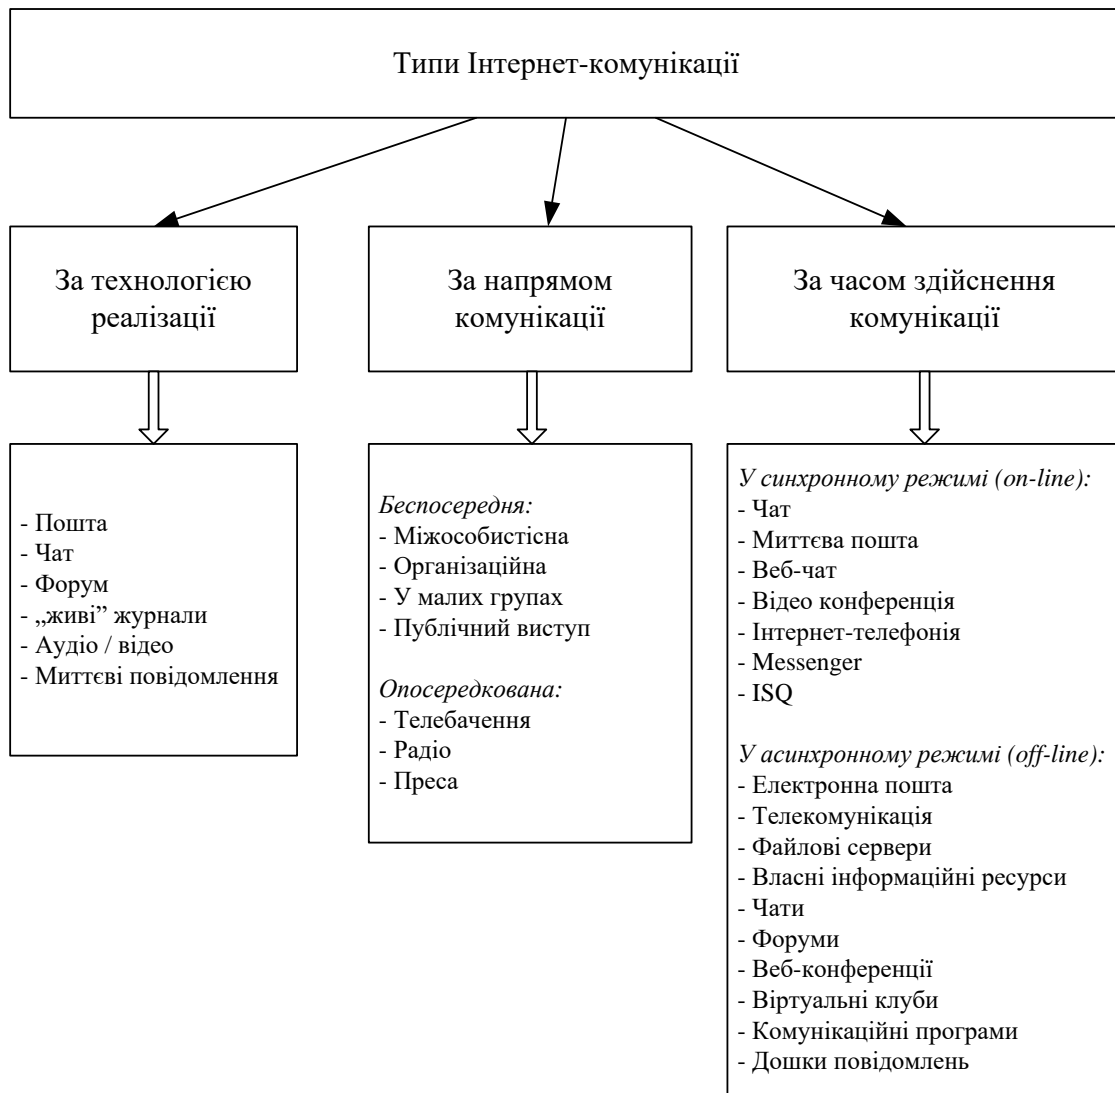 Типи Інтернет-комунікації
За технологією
реалізації
За напрямом
комунікації
За часом здійснення
комунікації
- Пошта
- Чат
- Форум
- „живі” журнали
- Аудіо / відео
- Миттєві повідомлення
Беспосередня:
- Міжособистісна
- Організаційна
- У малих групах
- Публічний виступ
Опосередкована:
- Телебачення
- Радіо
- Преса
У синхронному режимі (on-line):
- Чат
- Миттєва пошта
- Веб-чат
- Відео конференція
- Інтернет-телефонія
- Messenger
- ISQ
У асинхронному режимі (off-line):
- Електронна пошта
- Телекомунікація
- Файлові сервери
- Власні інформаційні ресурси
- Чати
- Форуми
- Веб-конференції
- Віртуальні клуби
- Комунікаційні програми
- Дошки повідомлень